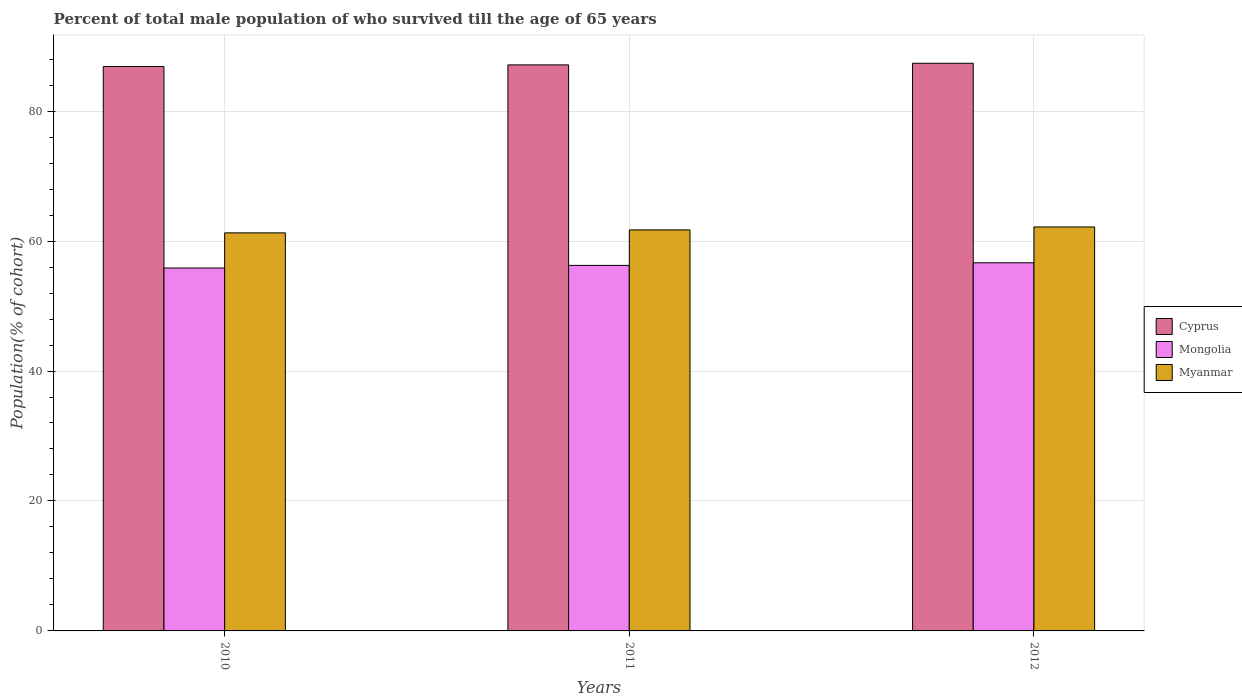 Percent of total male population of who survived till the age of 65 years
Population(% of cohort)
80
60
40
20
0
2010
2011
2012
Years
Cyprus
Mongolia
Myanmar